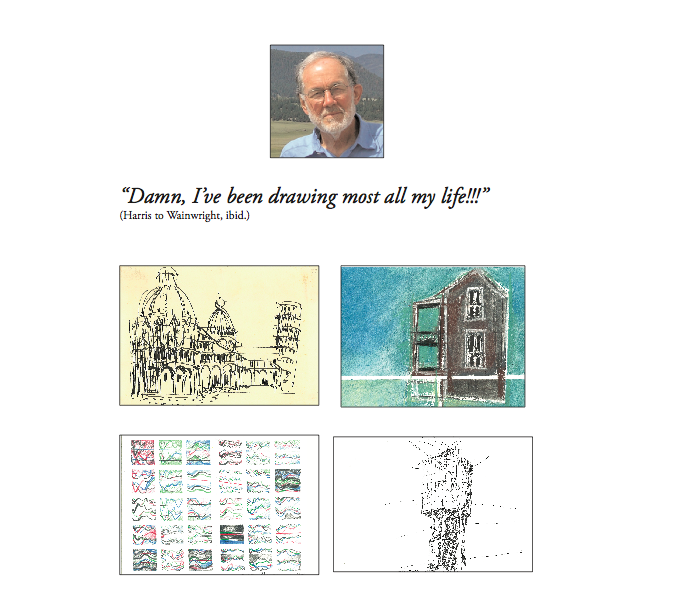 “Damn, I’ve been drawing most all my life!!!”
(Harris to Wainwright, ibid.)